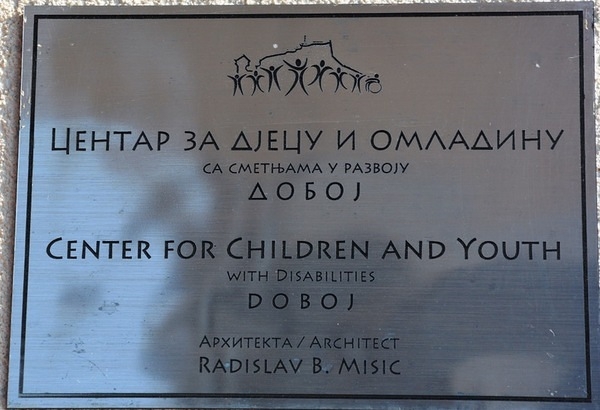 ЦЕНТАР ЗА ДЈЕЦУ И ОМЛАДИНУ
СА СМЕТЊАМА У РАЗВОЈУ
ДОБОЈ
CENTER FOR CHILDREN AND YOUTH
WITH DISABILITIES
DOBOJ
АРХИТЕКТА / ARCHITECT
RADISLAV B. MISIC